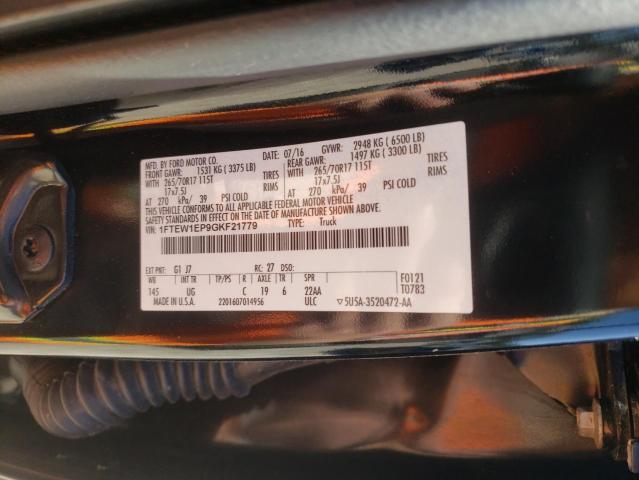 MFD. BY FORD MOTOR CO.
DATE: 07/16 GVWR: 2948 KG ( 6500 LB)
FRONT GAWR: 1531 KG ( 3375 LB)
REAR GAWR: 1497 KG ( 3300 LB)
WITH 265/70R17 115T TIRES
WITH 265/70R17 115T TIRES
17x7.5J RIMS
17x7.5J RIMS
AT 270 kPa/ 39 PSI COLD
AT 270 kPa/ 39 PSI COLD
THIS VEHICLE CONFORMS TO ALL APPLICABLE FEDERAL MOTOR VEHICLE
SAFETY STANDARDS IN EFFECT ON THE DATE OF MANUFACTURE SHOWN ABOVE.
VIN: 1FTEW1EP9GKF21779
TYPE: Truck
EXT PNT: G1 J7 RC: 27 DSO:
WB INT TR TP/PS R AXLE TR SPR F0121
145 UG C 19 6 22AA T0783
MADE IN U.S.A. 2201607014956 ULC ▽5U5A-3520472-AA